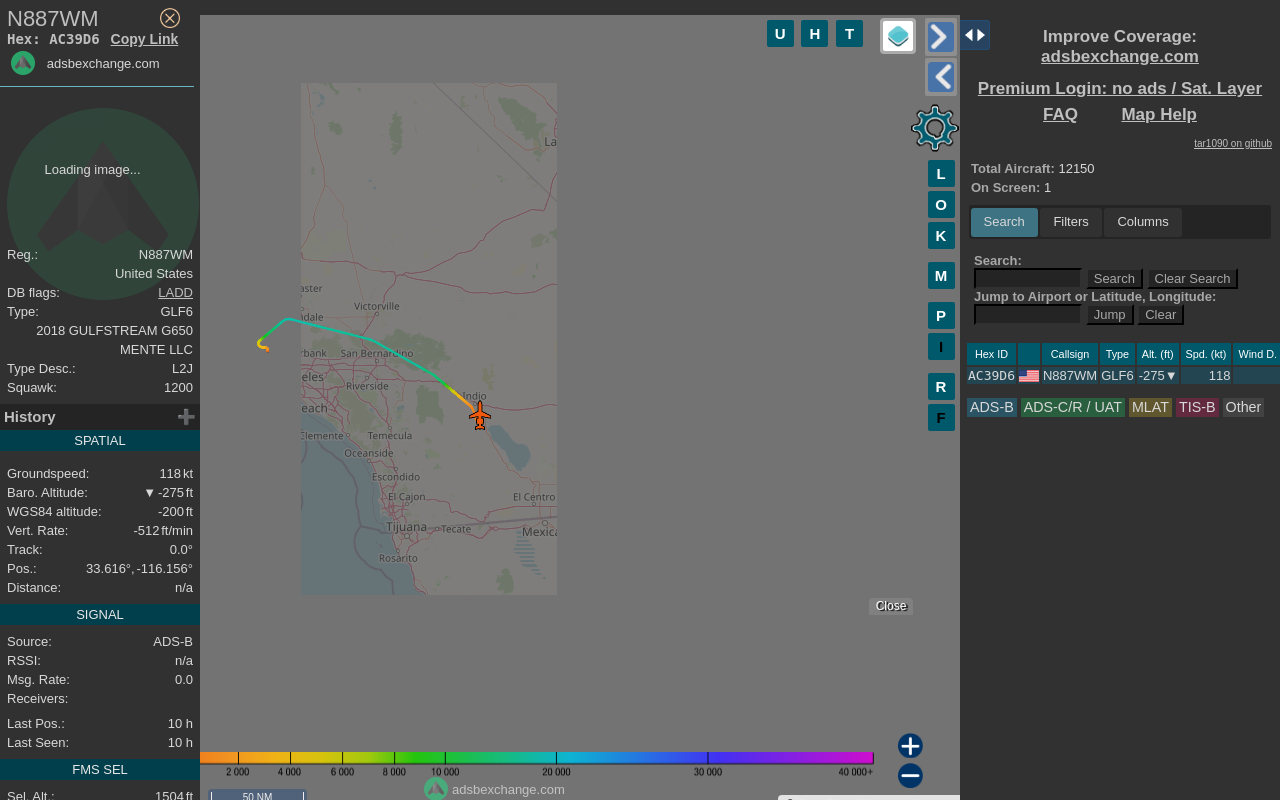 N887WM
Hex: AC39D6 Copy Link
adsbexchange.com
Loading image...
Reg.: N887WM
United States
DB flags: LADD
Type: GLF6
2018 GULFSTREAM G650
MENTE LLC
Type Desc.: L2J
Squawk: 1200
History
SPATIAL
Groundspeed: 118 kt
Baro. Altitude: ▼ -275 ft
WGS84 altitude: -200 ft
Vert. Rate: -512 ft/min
Track: 0.0°
Pos.: 33.616°, -116.156°
Distance: n/a
SIGNAL
Source: ADS-B
RSSI: n/a
Msg. Rate: 0.0
Receivers:
Last Pos.: 10 h
Last Seen: 10 h
FMS SEL
Sel. Alt.: 1504 ft
U H T
L
O
K
M
P
I
R
F
La
aster
Victorville
dale
rbank
San Bernardino
eles
Riverside
Indio
each
Clemente
Temecula
Oceanside
Escondido
El Cajon
El Centro
Tijuana
Tecate
Mexica
Rosarito
Close
2 000 4 000 6 000 8 000 10 000 20 000 30 000 40 000+
adsbexchange.com
50 NM
Improve Coverage:
adsbexchange.com
Premium Login: no ads / Sat. Layer
FAQ Map Help
tar1090 on github
Total Aircraft: 12150
On Screen: 1
Search Filters Columns
Search:
Search Clear Search
Jump to Airport or Latitude, Longitude:
Jump Clear
Hex ID Callsign Type Alt. (ft) Spd. (kt) Wind D.
AC39D6 N887WM GLF6 -275▼ 118
ADS-B ADS-C/R / UAT MLAT TIS-B Other